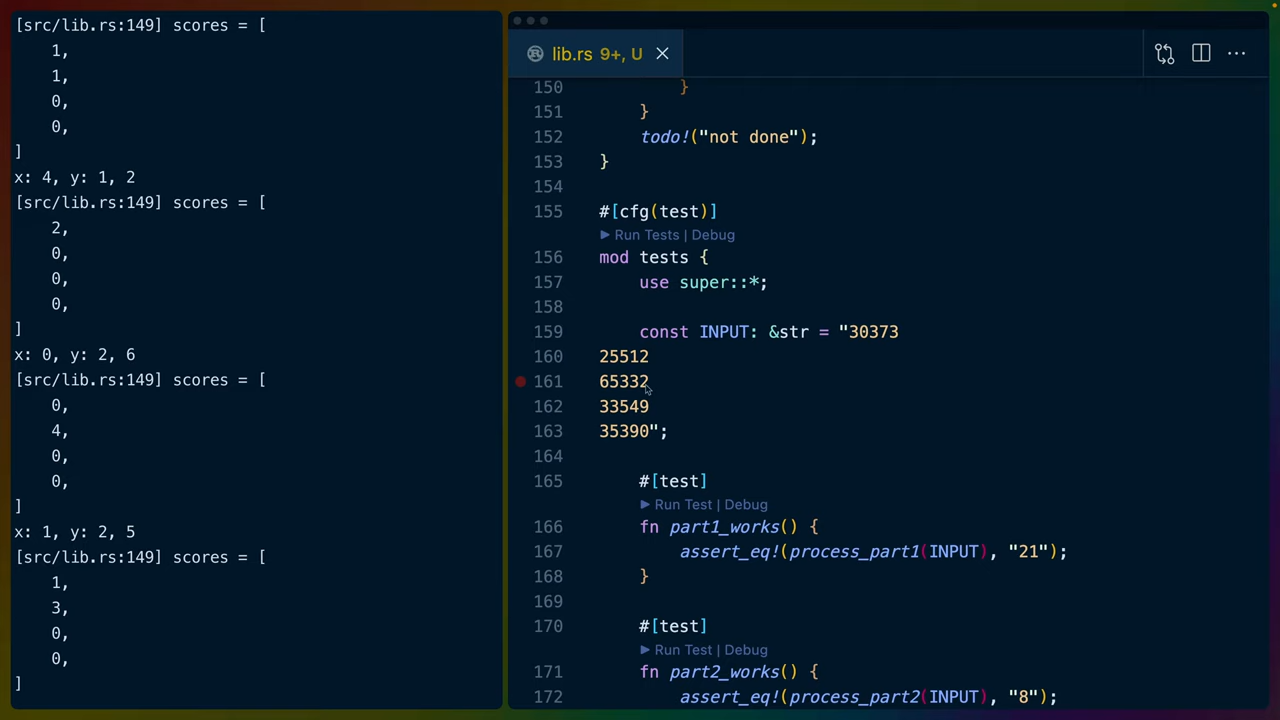 [src/lib.rs:149] scores = [
    1,
    1,
    0,
    0,
]
x: 4, y: 1, 2
[src/lib.rs:149] scores = [
    2,
    0,
    0,
    0,
]
x: 0, y: 2, 6
[src/lib.rs:149] scores = [
    0,
    4,
    0,
    0,
]
x: 1, y: 2, 5
[src/lib.rs:149] scores = [
    1,
    3,
    0,
    0,
]
lib.rs 9+, U
150         }
151     }
152     todo!("not done");
153 }
154
155 #[cfg(test)]
Run Tests | Debug
156 mod tests {
157     use super::*;
158
159     const INPUT: &str = "30373
160 25512
161 65332
162 33549
163 35390";
164
165     #[test]
Run Test | Debug
166     fn part1_works() {
167         assert_eq!(process_part1(INPUT), "21");
168     }
169
170     #[test]
Run Test | Debug
171     fn part2_works() {
172         assert_eq!(process_part2(INPUT), "8");